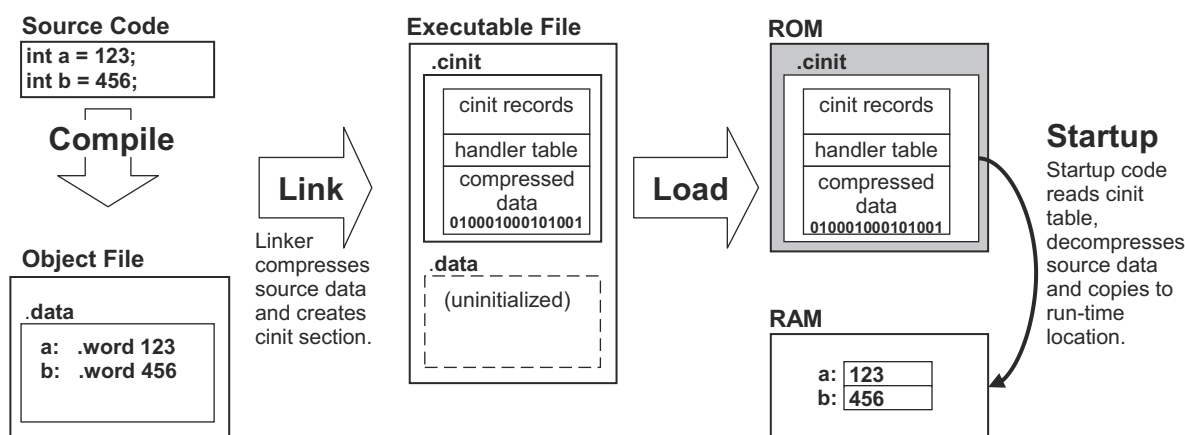 Source Code
int a = 123;
int b = 456;
Compile
Object File
.data
a: .word 123
b: .word 456
Link
Linker
compresses
source data
and creates
cinit section.
Executable File
.cinit
cinit records
handler table
compressed
data
010001000101001
.data
(uninitialized)
Load
ROM
.cinit
cinit records
handler table
compressed
data
010001000101001
RAM
a: 123
b: 456
Startup
Startup code
reads cinit
table,
decompresses
source data
and copies to
run-time
location.